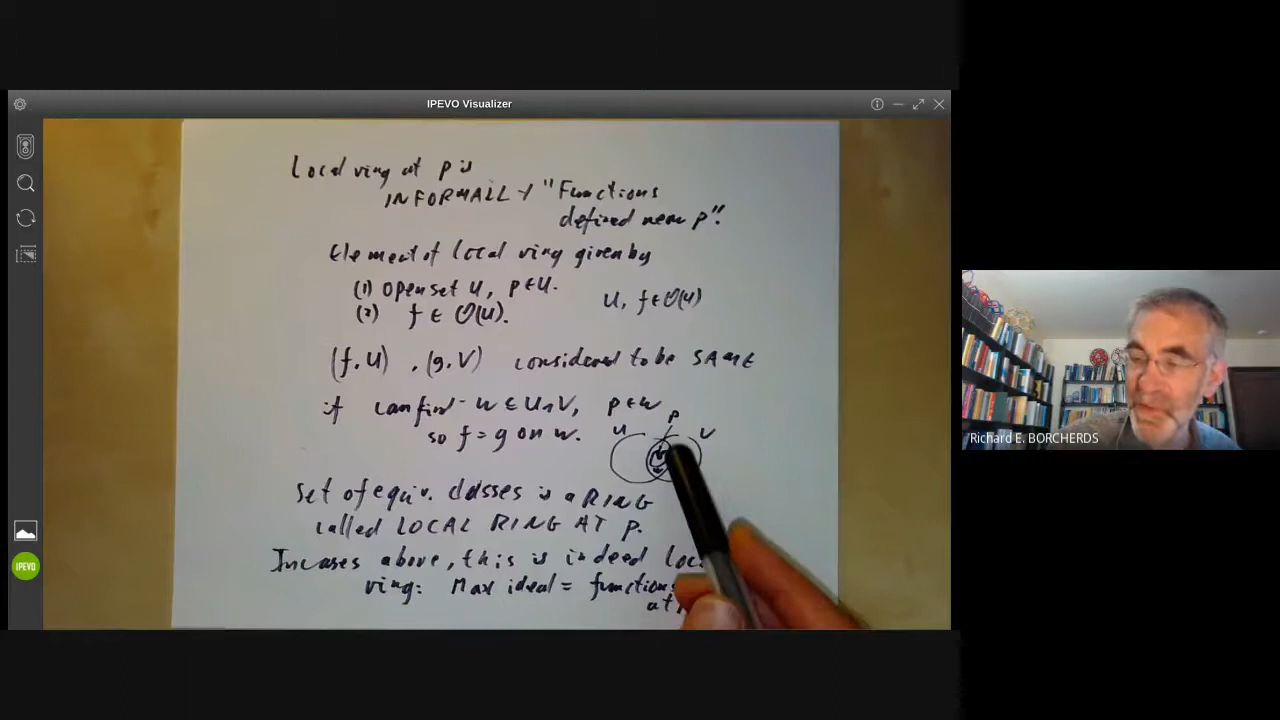 IPEVO Visualizer
Local ring at p is
INFORMALLY "Functions
defined near p".
Element of local ring given by
(1) open set U, p∈U.
(2) f ∈ O(U).
U, f∈O(U)
(f, U) , (g, V) considered to be SAME
if can find W ∈ U∩V, p∈W
so f = g on W.
p
U
V
W
Set of equiv. classes is a RING
called LOCAL RING AT p.
In cases above, this is indeed loc
ring: Max ideal = functions
at
IPEVO
Richard E. BORCHERDS